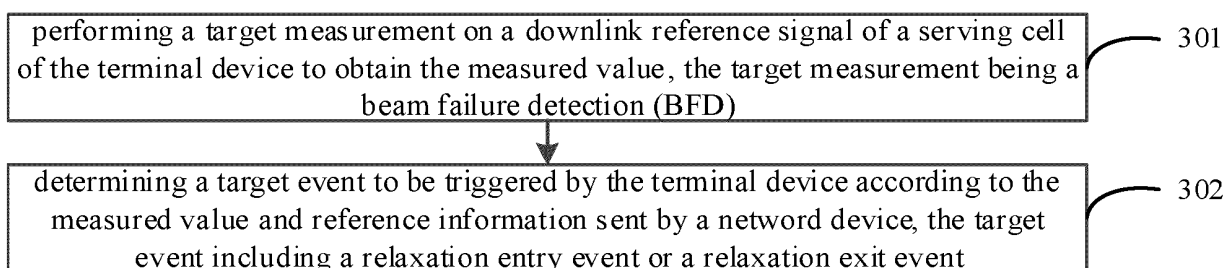 performing a target measurement on a downlink reference signal of a serving cell
of the terminal device to obtain the measured value, the target measurement being a
beam failure detection (BFD)
301
determining a target event to be triggered by the terminal device according to the
measured value and reference information sent by a netword device, the target
event including a relaxation entry event or a relaxation exit event
302